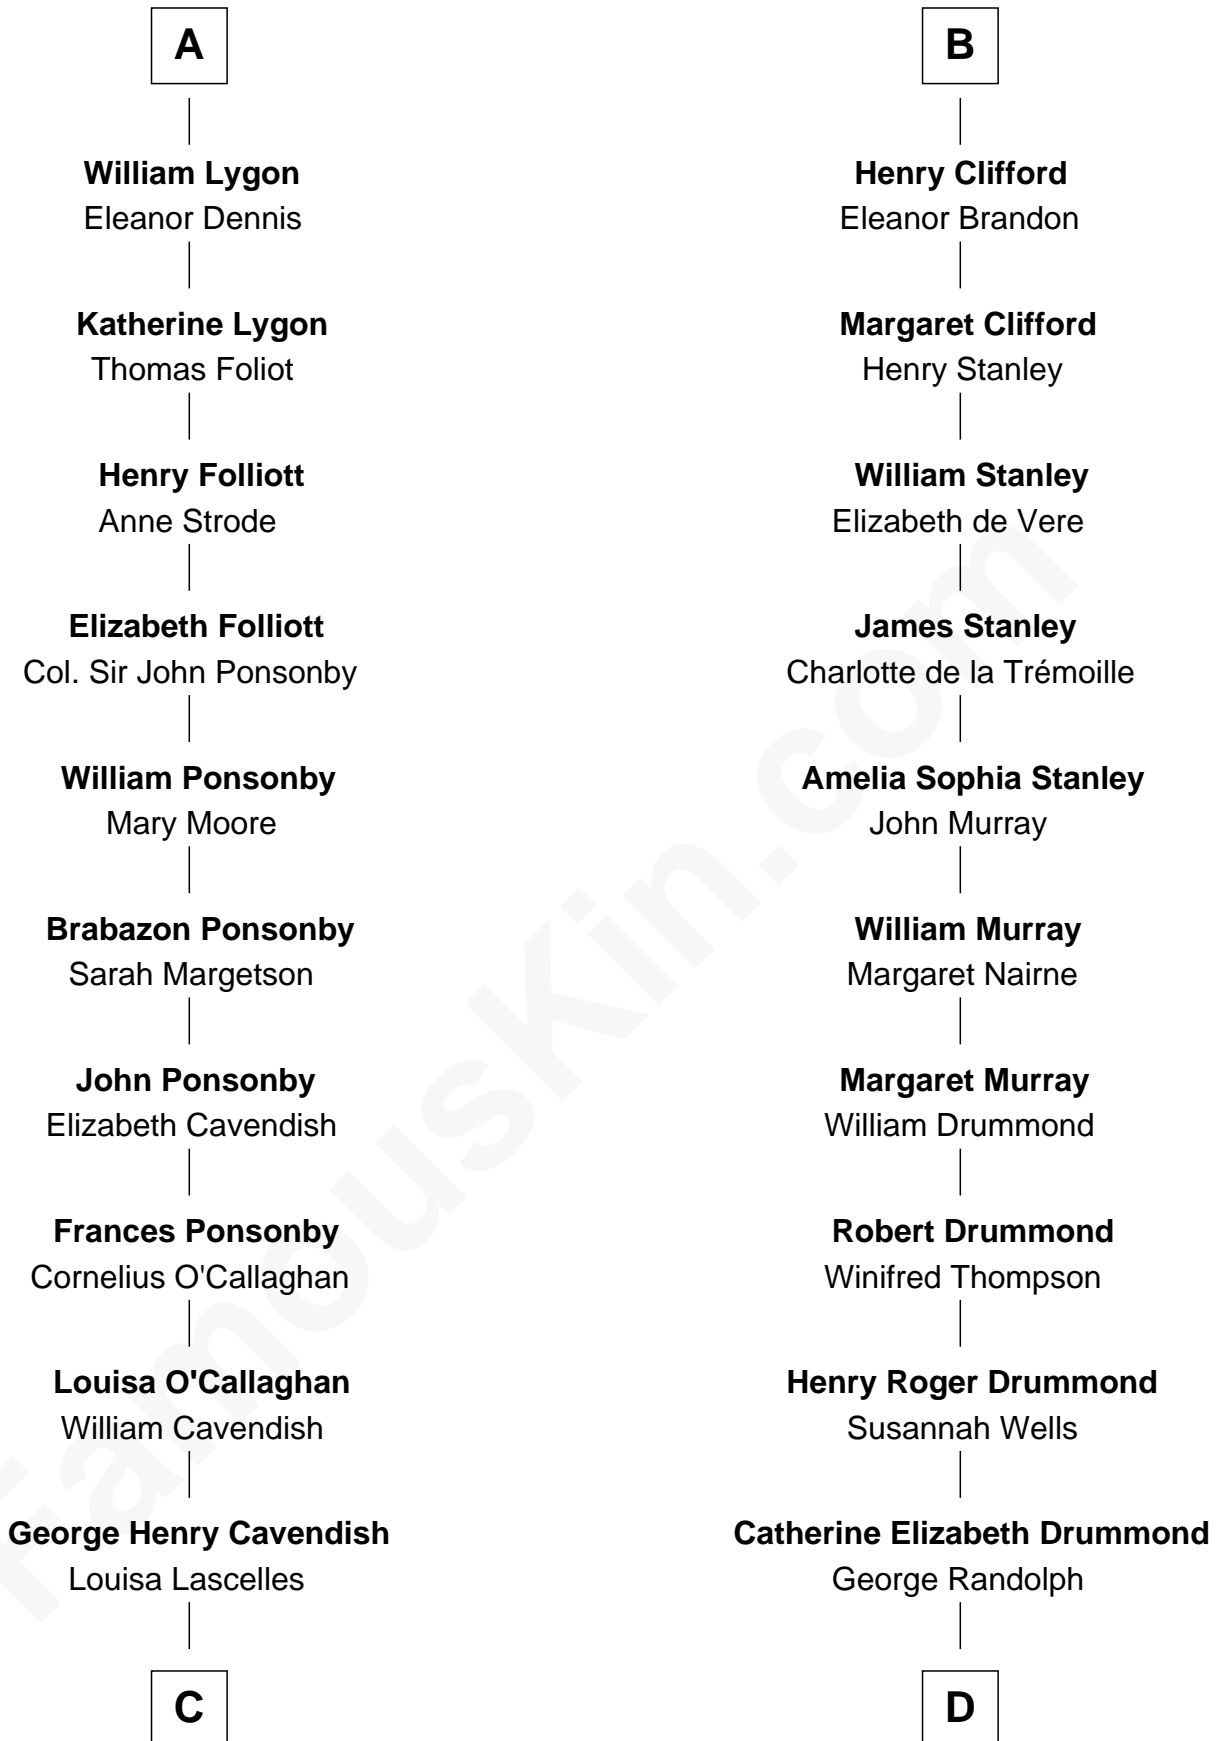 A
William Lygon
Eleanor Dennis
Katherine Lygon
Thomas Foliot
Henry Folliott
Anne Strode
Elizabeth Folliott
Col. Sir John Ponsonby
William Ponsonby
Mary Moore
Brabazon Ponsonby
Sarah Margetson
John Ponsonby
Elizabeth Cavendish
Frances Ponsonby
Cornelius O'Callaghan
Louisa O'Callaghan
William Cavendish
George Henry Cavendish
Louisa Lascelles
C
B
Henry Clifford
Eleanor Brandon
Margaret Clifford
Henry Stanley
William Stanley
Elizabeth de Vere
James Stanley
Charlotte de la Trémoille
Amelia Sophia Stanley
John Murray
William Murray
Margaret Nairne
Margaret Murray
William Drummond
Robert Drummond
Winifred Thompson
Henry Roger Drummond
Susannah Wells
Catherine Elizabeth Drummond
George Randolph
D
FamousKin.com